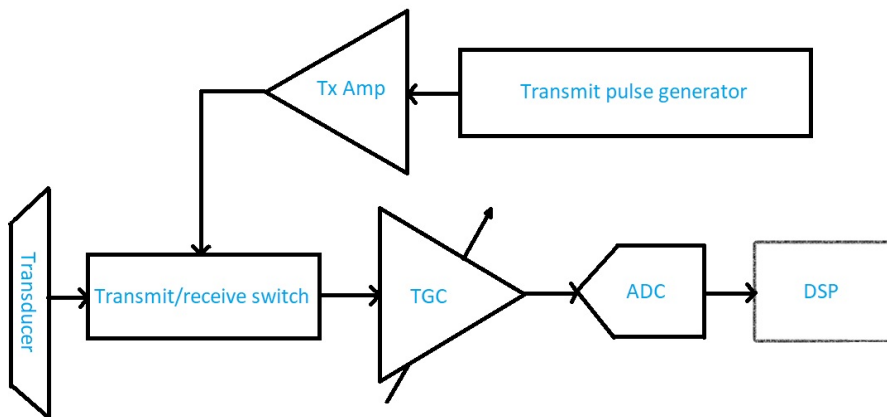 Tx Amp
Transmit pulse generator
Transducer
Transmit/receive switch
TGC
ADC
DSP